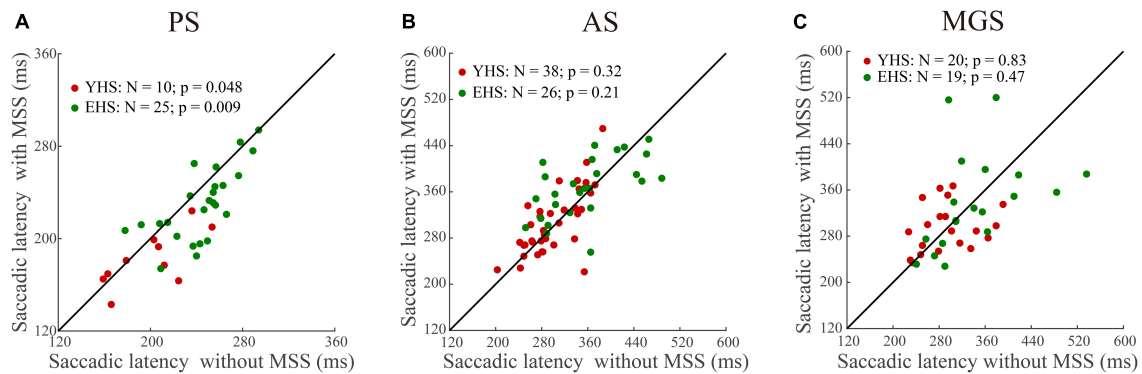 A PS
Saccadic latency with MSS (ms)
360
280
200
120
YHS: N = 10; p = 0.048
EHS: N = 25; p = 0.009
120 200 280 360
Saccadic latency without MSS (ms)
B AS
Saccadic latency with MSS (ms)
600
520
440
360
280
200
120
YHS: N = 38; p = 0.32
EHS: N = 26; p = 0.21
120 200 280 360 440 520 600
Saccadic latency without MSS (ms)
C MGS
Saccadic latency with MSS (ms)
600
520
440
360
280
200
120
YHS: N = 20; p = 0.83
EHS: N = 19; p = 0.47
120 200 280 360 440 520 600
Saccadic latency without MSS (ms)